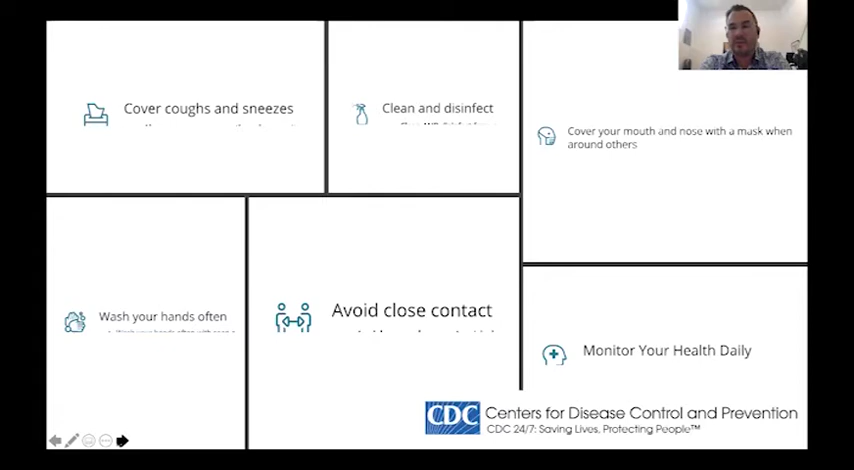 Cover coughs and sneezes
Clean and disinfect
Cover your mouth and nose with a mask when
around others
Wash your hands often
Avoid close contact
Monitor Your Health Daily
CDC
Centers for Disease Control and Prevention
CDC 24/7: Saving Lives, Protecting People™